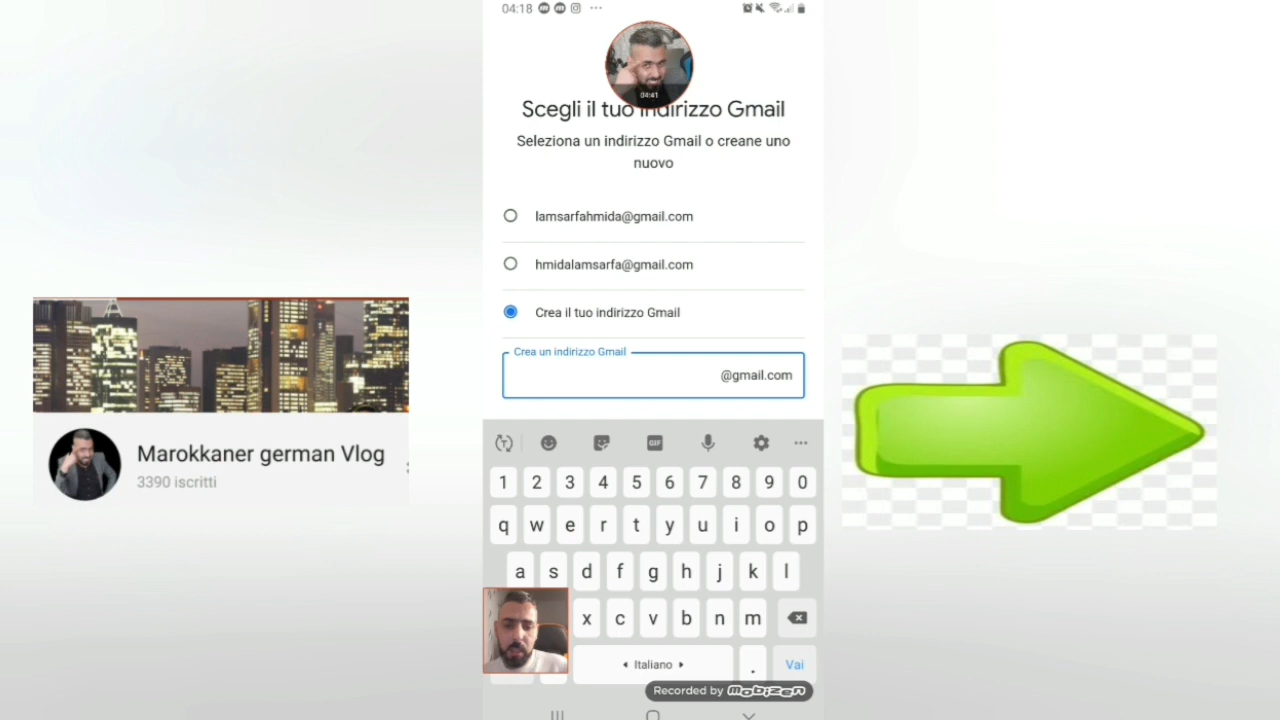 04:18
04:41
Scegli il tuo indirizzo Gmail
Seleziona un indirizzo Gmail o creane uno
nuovo
lamsarfahmida@gmail.com
hmidalamsarfa@gmail.com
Crea il tuo indirizzo Gmail
Crea un indirizzo Gmail
@gmail.com
Marokkaner german Vlog
3390 iscritti
GIF
1 2 3 4 5 6 7 8 9 0
q w e r t y u i o p
a s d f g h j k l
x c v b n m
Italiano . Vai
Recorded by mobizen